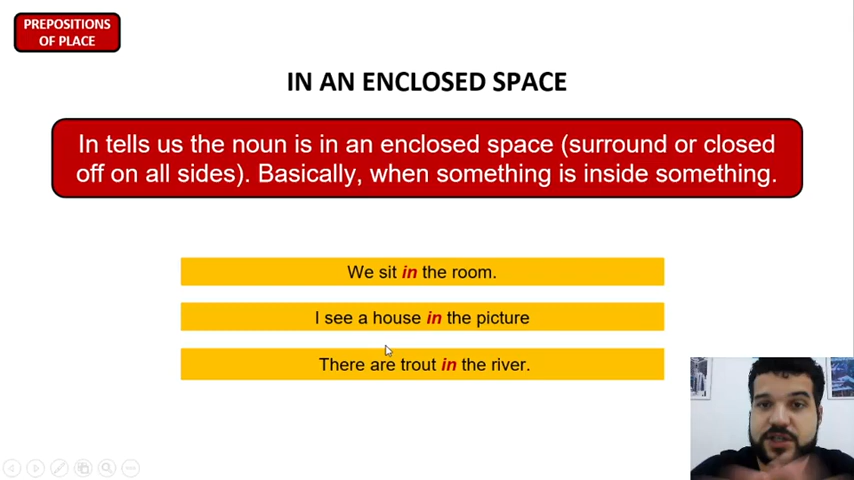 PREPOSITIONS
OF PLACE
IN AN ENCLOSED SPACE
In tells us the noun is in an enclosed space (surround or closed
off on all sides). Basically, when something is inside something.
We sit in the room.
I see a house in the picture
There are trout in the river.